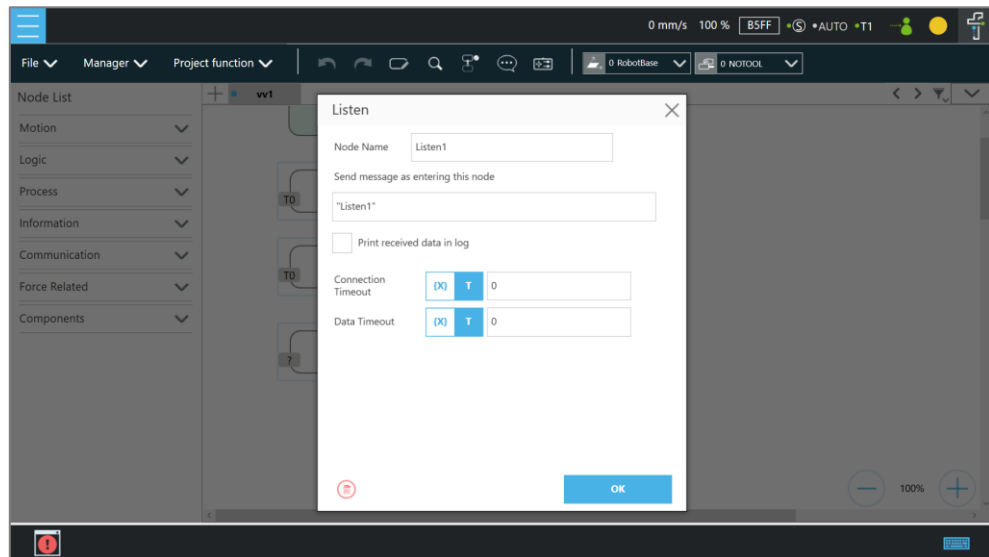 0 mm/s 100 % B5FF •Ⓢ •AUTO •T1
File Manager Project function 0 RobotBase 0 NOTOOL
Node List
Motion
Logic
Process
Information
Communication
Force Related
Components
vv1
T0
T0
?
Listen
Node Name Listen1
Send message as entering this node
"Listen1"
Print received data in log
Connection
Timeout (X) T 0
Data Timeout (X) T 0
OK
100%